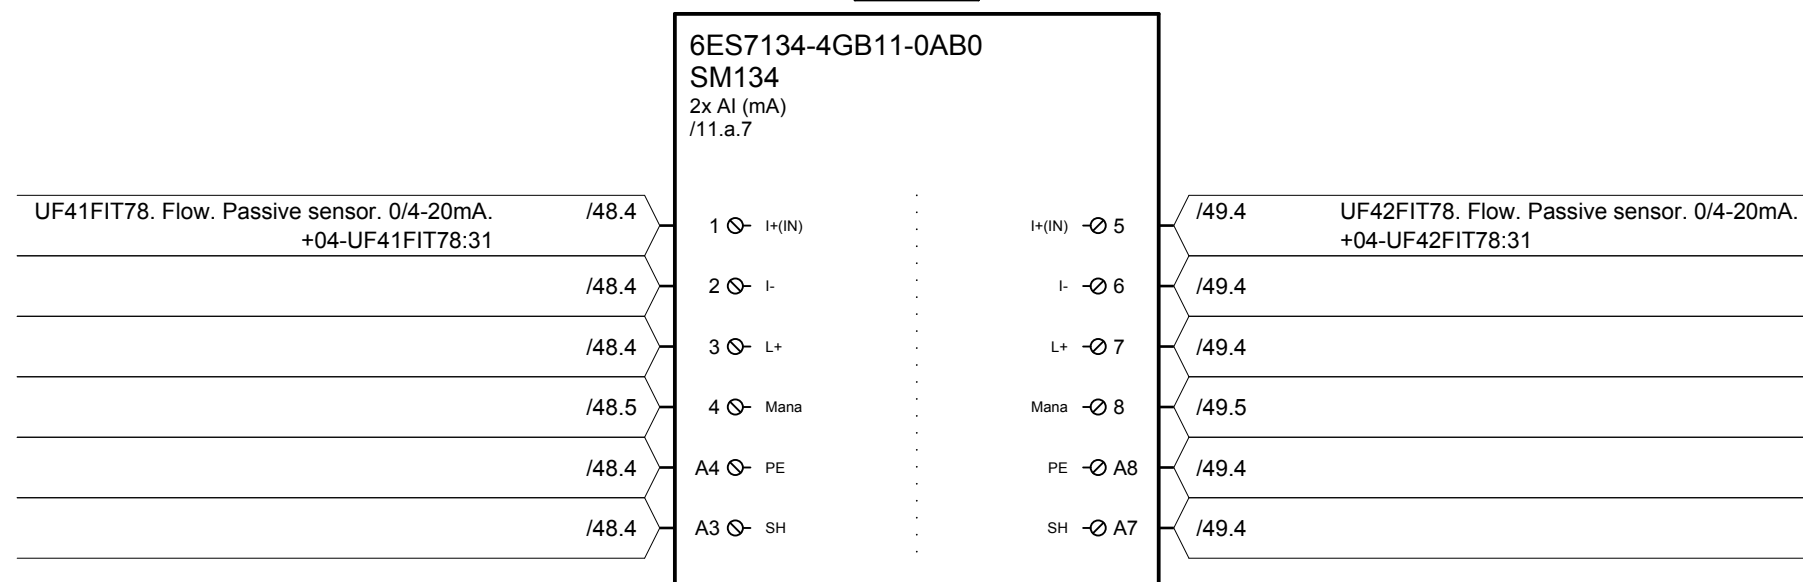 6ES7134-4GB11-0AB0
SM134
2x AI (mA)
/11.a.7
UF41FIT78. Flow. Passive sensor. 0/4-20mA. /48.4 1 I+(IN) I+(IN) 5 /49.4 UF42FIT78. Flow. Passive sensor. 0/4-20mA.
+04-UF41FIT78:31 +04-UF42FIT78:31
/48.4 2 I- I- 6 /49.4
/48.4 3 L+ L+ 7 /49.4
/48.5 4 Mana Mana 8 /49.5
/48.4 A4 PE PE A8 /49.4
/48.4 A3 SH SH A7 /49.4